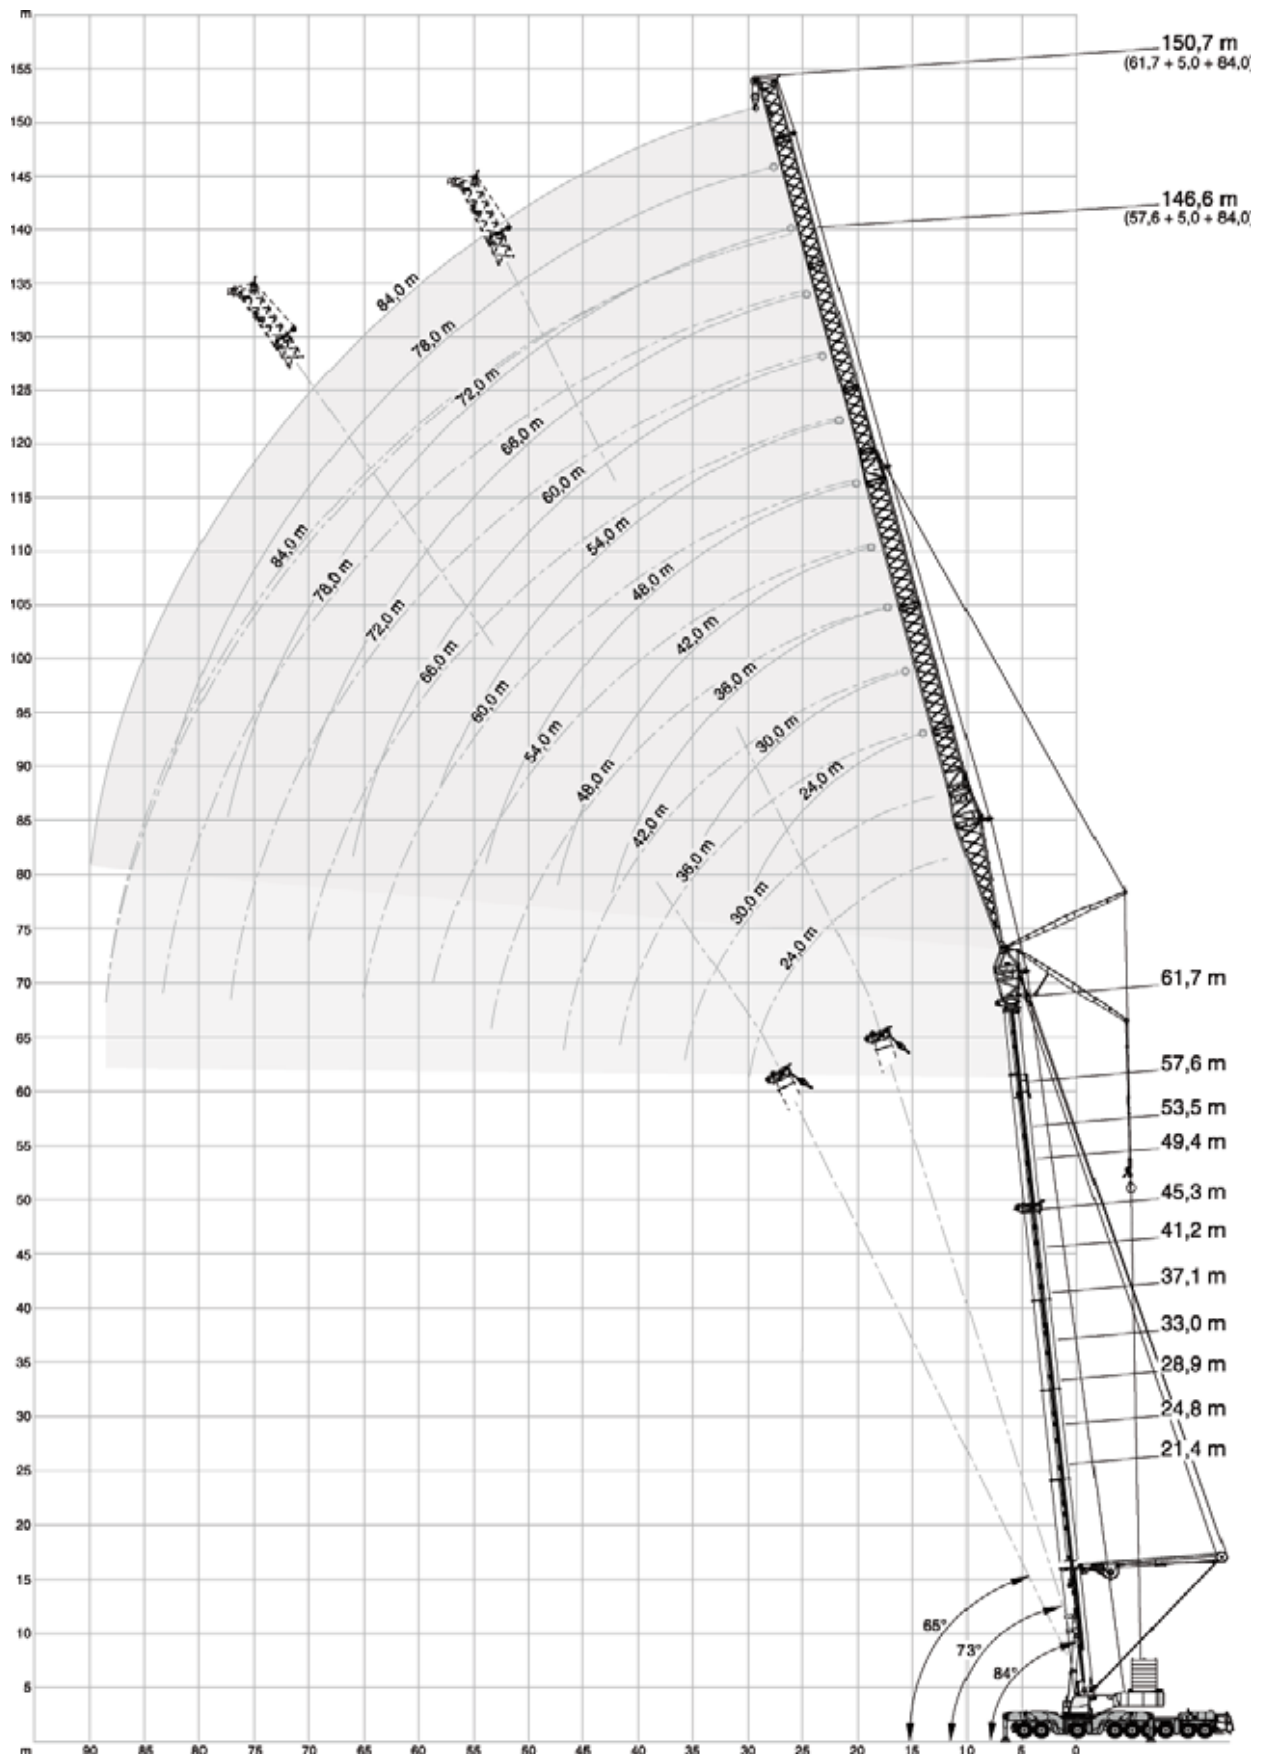 m
150,7 m
(61,7 + 5,0 + 84,0)
155
150
145
146,6 m
(57,6 + 5,0 + 84,0)
140
135
84,0 m
130
78,0 m
125
72,0 m
120
66,0 m
115
60,0 m
54,0 m
110
84,0 m
78,0 m
48,0 m
105
72,0 m
42,0 m
100
66,0 m
36,0 m
95
60,0 m
30,0 m
54,0 m
90
48,0 m
24,0 m
85
42,0 m
80
36,0 m
30,0 m
75
24,0 m
70
61,7 m
65
57,6 m
60
53,5 m
55
49,4 m
50
45,3 m
41,2 m
45
37,1 m
40
33,0 m
35
28,9 m
30
24,8 m
25
21,4 m
20
15
65°
10
73°
84°
5
m 90 85 80 75 70 65 60 55 50 45 40 35 30 25 20 15 10 5 0